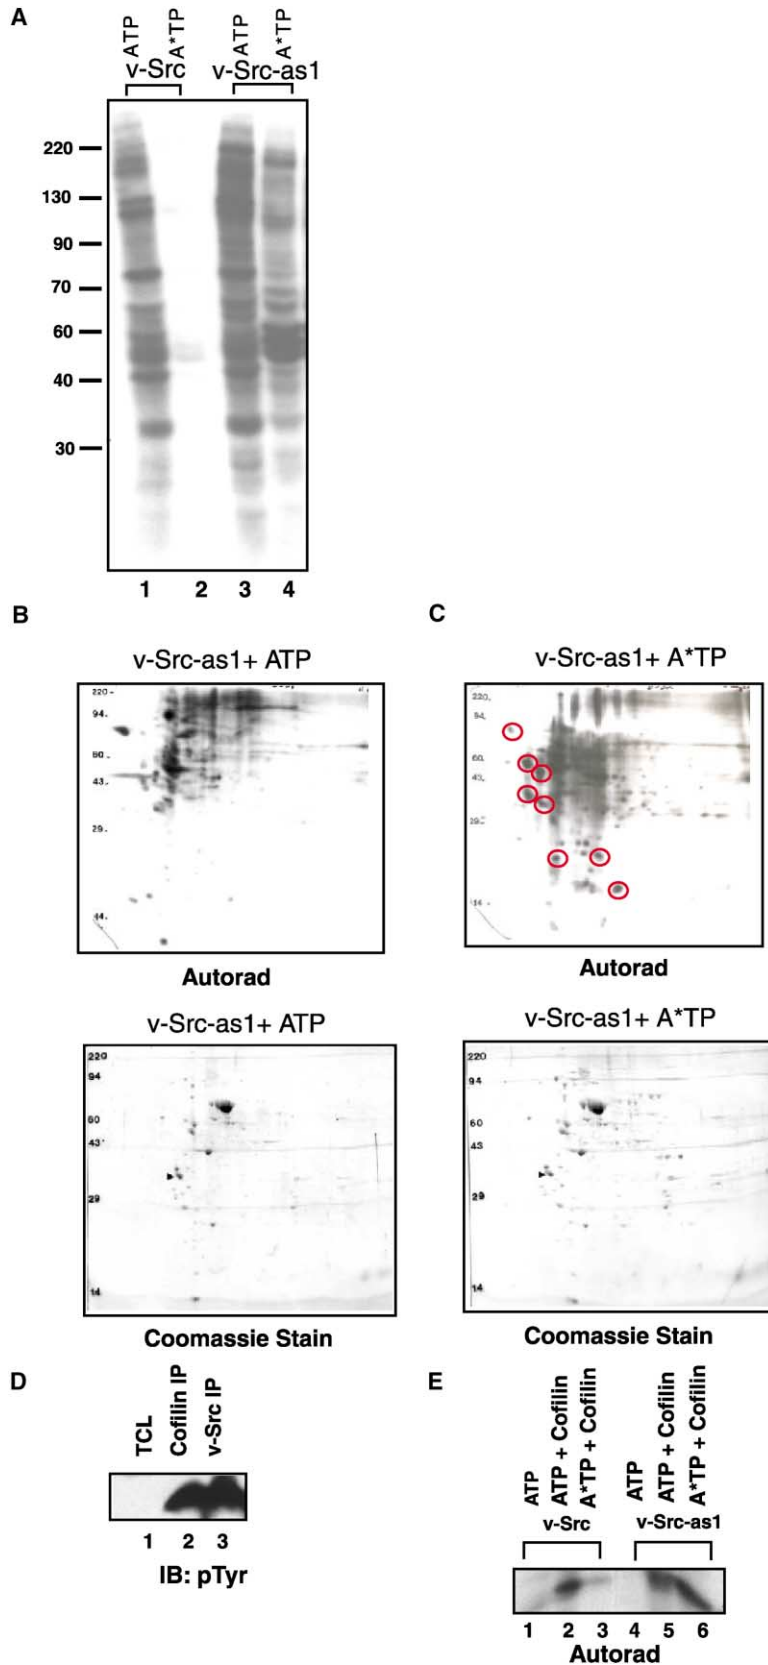 A
ATP A*TP ATP A*TP
v-Src v-Src-as1
220
130
90
70
60
40
30
1 2 3 4
B
v-Src-as1+ ATP
220
94
60
43
29
14
Autorad
v-Src-as1+ ATP
220
94
60
43
29
14
Coomassie Stain
C
v-Src-as1+ A*TP
220
94
60
43
29
14
Autorad
v-Src-as1+ A*TP
220
94
60
43
29
14
Coomassie Stain
D
TCL
Cofilin IP
v-Src IP
1 2 3
IB: pTyr
E
ATP
ATP + Cofilin
A*TP + Cofilin
ATP
ATP + Cofilin
A*TP + Cofilin
v-Src v-Src-as1
1 2 3 4 5 6
Autorad